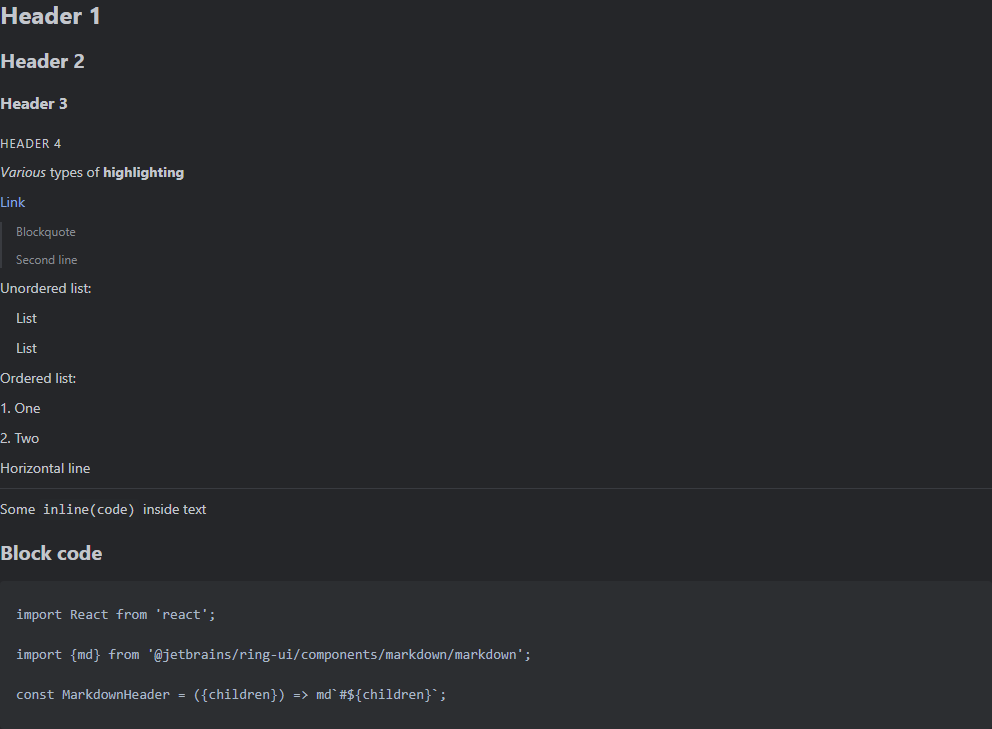 Header 1
Header 2
Header 3
HEADER 4
Various types of highlighting
Link
Blockquote
Second line
Unordered list:
List
List
Ordered list:
1. One
2. Two
Horizontal line
Some inline(code) inside text
Block code
import React from 'react';
import {md} from '@jetbrains/ring-ui/components/markdown/markdown';
const MarkdownHeader = ({children}) => md`#${children}`;